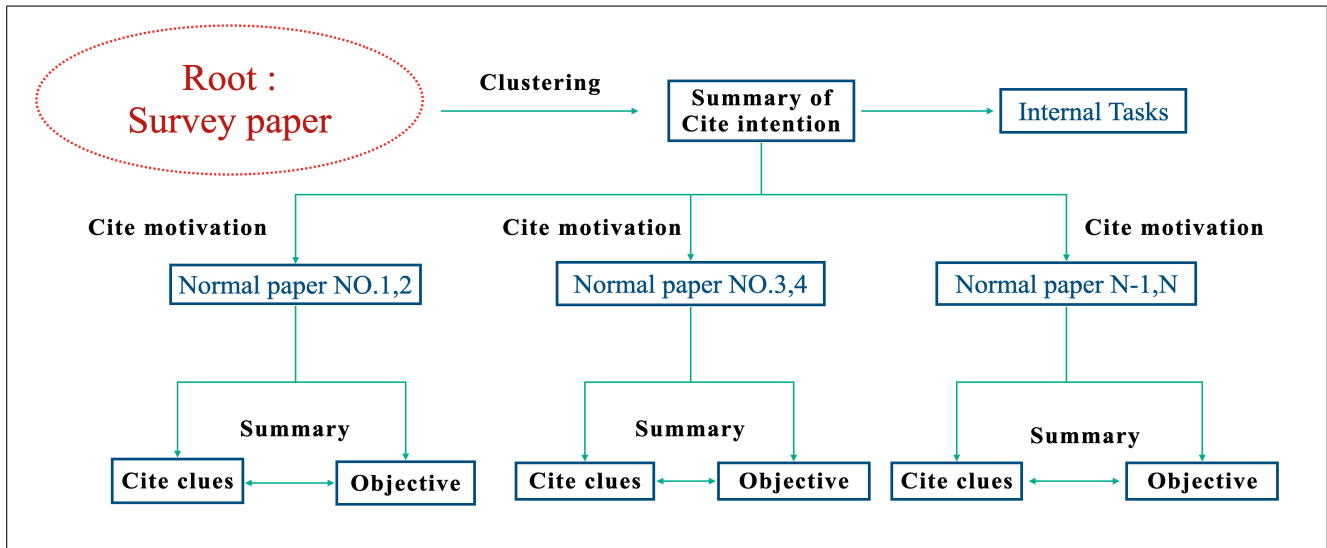 Root :
Survey paper
Clustering
Summary of
Cite intention
Internal Tasks
Cite motivation
Cite motivation
Cite motivation
Normal paper NO.1,2
Normal paper NO.3,4
Normal paper N-1,N
Summary
Summary
Summary
Cite clues
Objective
Cite clues
Objective
Cite clues
Objective